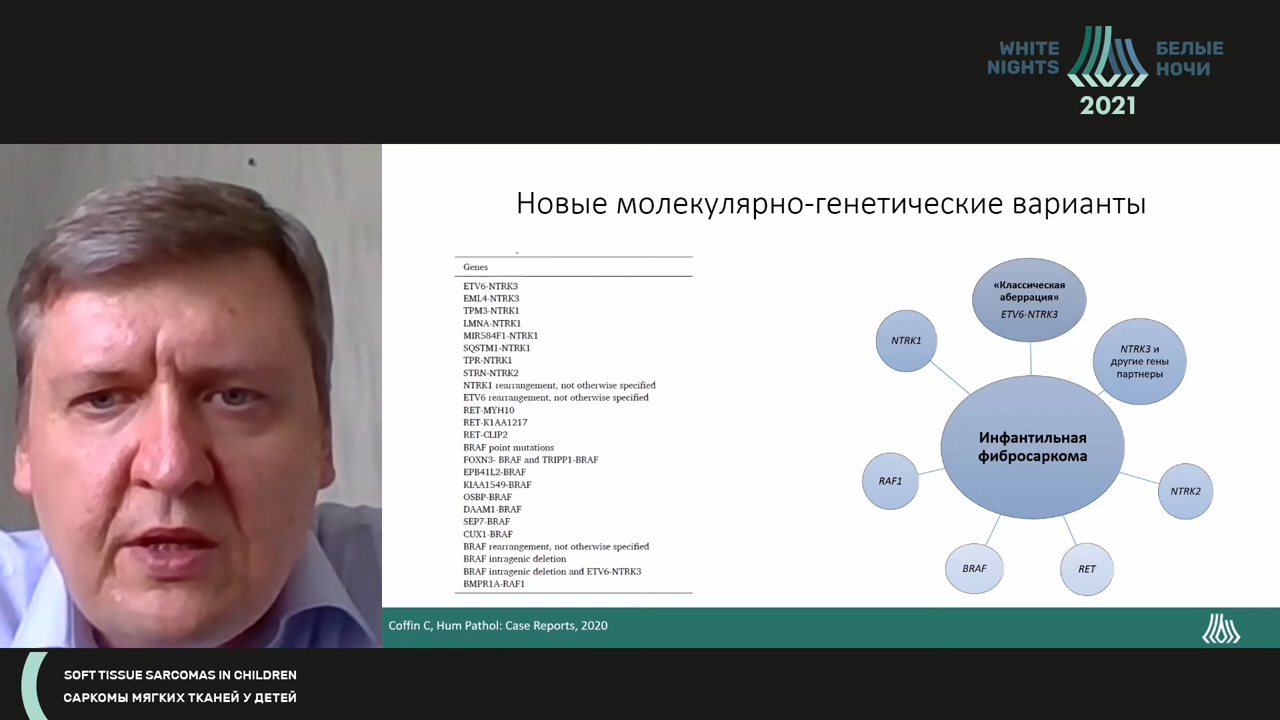 WHITE
NIGHTS
БЕЛЫЕ
НОЧИ
2021
Новые молекулярно-генетические варианты
Genes
ETV6-NTRK3
EML4-NTRK3
TPM3-NTRK1
LMNA-NTRK1
MIR584F1-NTRK1
SQSTM1-NTRK1
TPR-NTRK1
STRN-NTRK2
NTRK1 rearrangement, not otherwise specified
ETV6 rearrangement, not otherwise specified
RET-MYH10
RET-K1AA1217
RET-CLIP2
BRAF point mutations
FOXN3- BRAF and TRIPP1-BRAF
EPB41L2-BRAF
KIAA1549-BRAF
OSBP-BRAF
DAAM1-BRAF
SEP7-BRAF
CUX1-BRAF
BRAF rearrangement, not otherwise specified
BRAF intragenic deletion
BRAF intragenic deletion and ETV6-NTRK3
BMPR1A-RAF1
«Классическая
аберрация»
ETV6-NTRK3
NTRK1
NTRK3 и
другие гены
партнеры
Инфантильная
фибросаркома
RAF1
NTRK2
BRAF
RET
Coffin C, Hum Pathol: Case Reports, 2020
SOFT TISSUE SARCOMAS IN CHILDREN
САРКОМЫ МЯГКИХ ТКАНЕЙ У ДЕТЕЙ